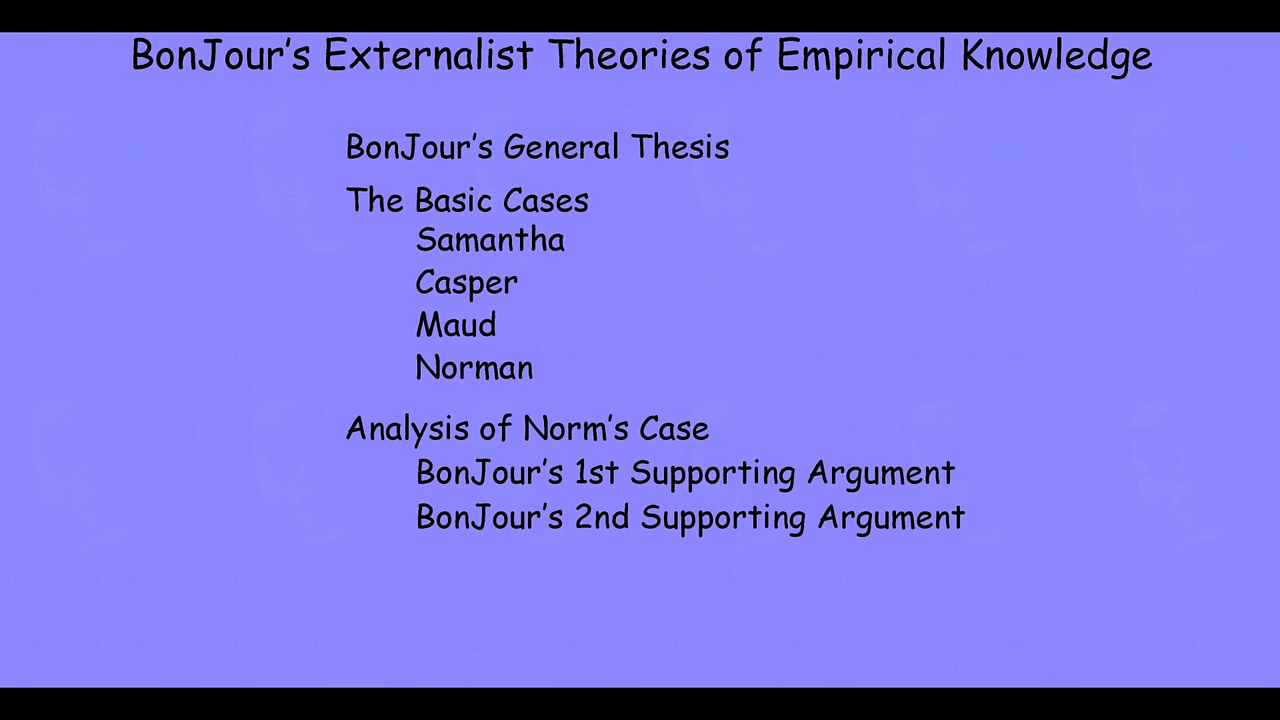 BonJour's Externalist Theories of Empirical Knowledge
BonJour's General Thesis
The Basic Cases
Samantha
Casper
Maud
Norman
Analysis of Norm's Case
BonJour's 1st Supporting Argument
BonJour's 2nd Supporting Argument